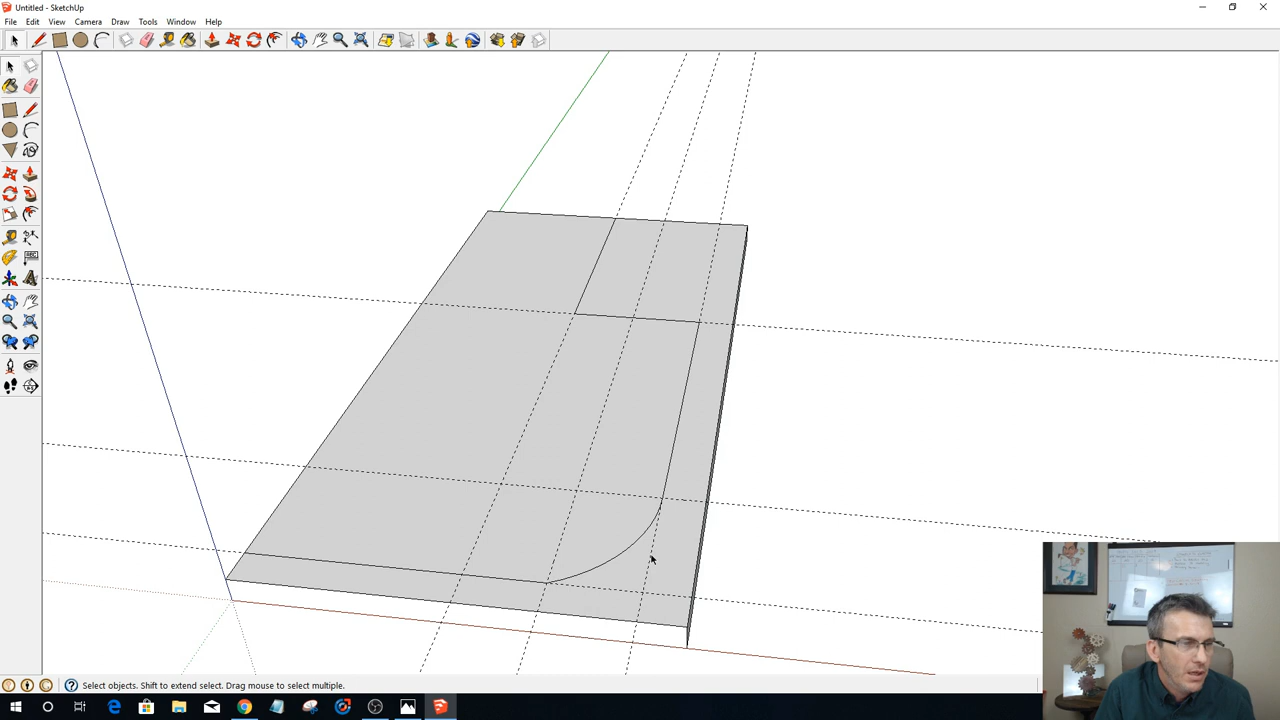 Untitled - SketchUp
File Edit View Camera Draw Tools Window Help
Select objects. Shift to extend select. Drag mouse to select multiple.